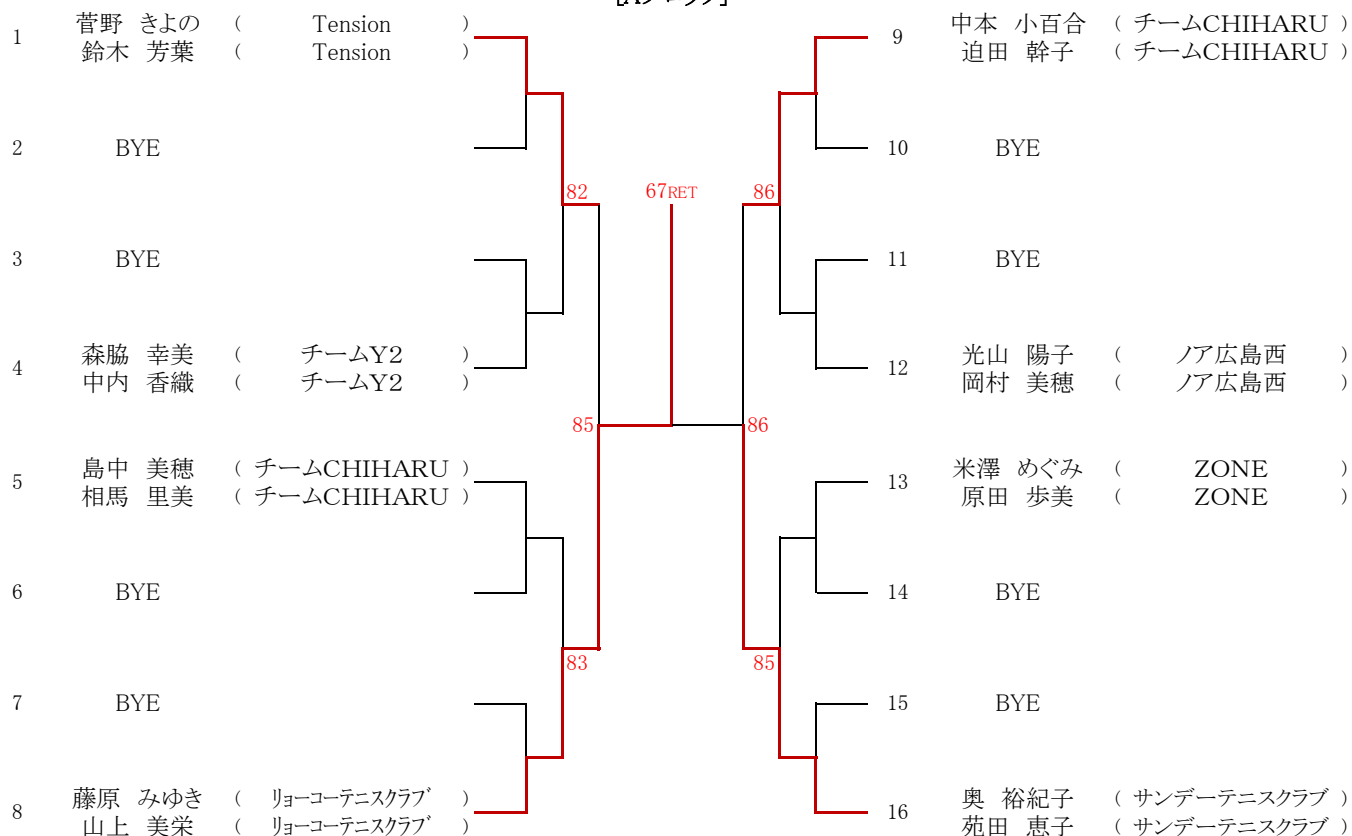 1 菅野 きよの ( Tension )
鈴木 芳葉 ( Tension )
2 BYE
3 BYE
4 森脇 幸美 ( チームY2 )
中内 香織 ( チームY2 )
5 島中 美穂 ( チームCHIHARU )
相馬 里美 ( チームCHIHARU )
6 BYE
7 BYE
8 藤原 みゆき ( リョーコーテニスクラブ )
山上 美栄 ( リョーコーテニスクラブ )
82
85
83
67RET
86
86
85
9 中本 小百合 ( チームCHIHARU )
迫田 幹子 ( チームCHIHARU )
10 BYE
11 BYE
12 光山 陽子 ( ノア広島西 )
岡村 美穂 ( ノア広島西 )
13 米澤 めぐみ ( ZONE )
原田 歩美 ( ZONE )
14 BYE
15 BYE
16 奥 裕紀子 ( サンデーテニスクラブ )
苑田 恵子 ( サンデーテニスクラブ )